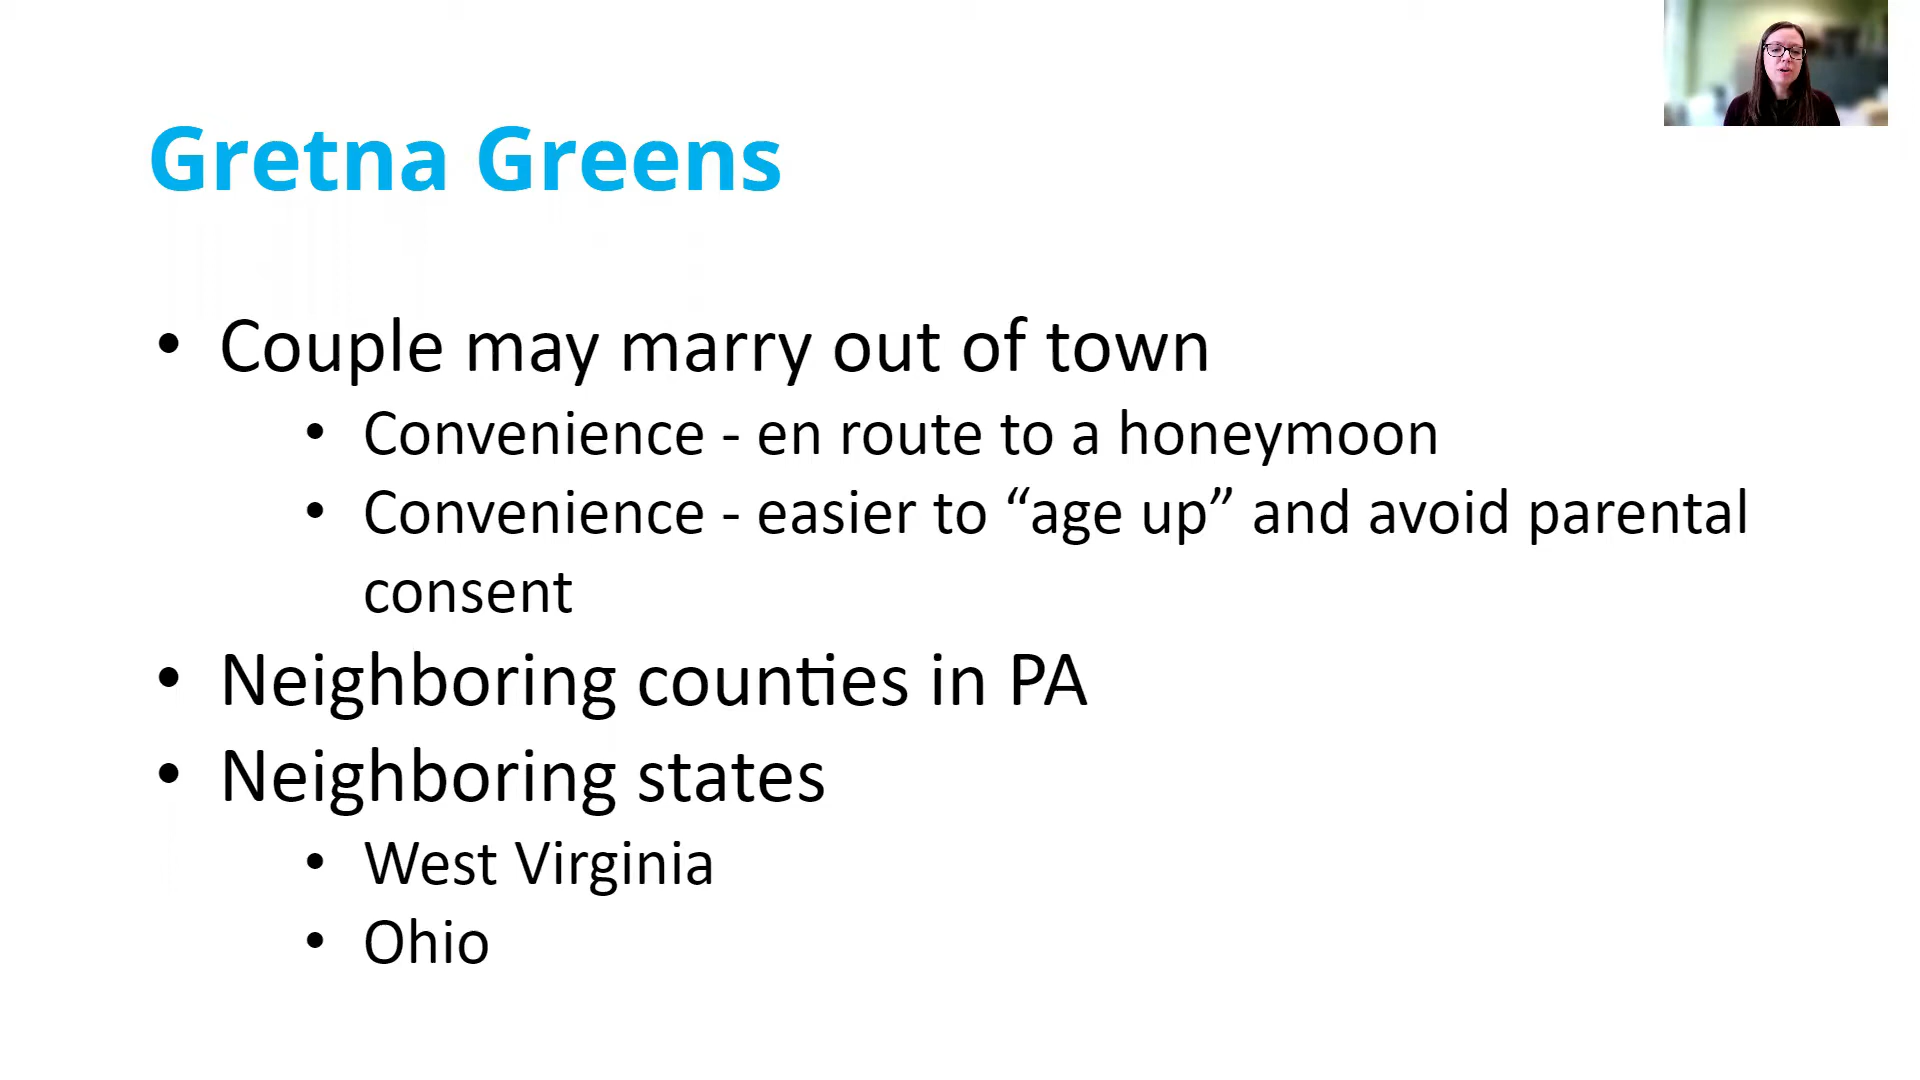 Gretna Greens
• Couple may marry out of town
• Convenience - en route to a honeymoon
• Convenience - easier to “age up” and avoid parental
consent
• Neighboring counties in PA
• Neighboring states
• West Virginia
• Ohio